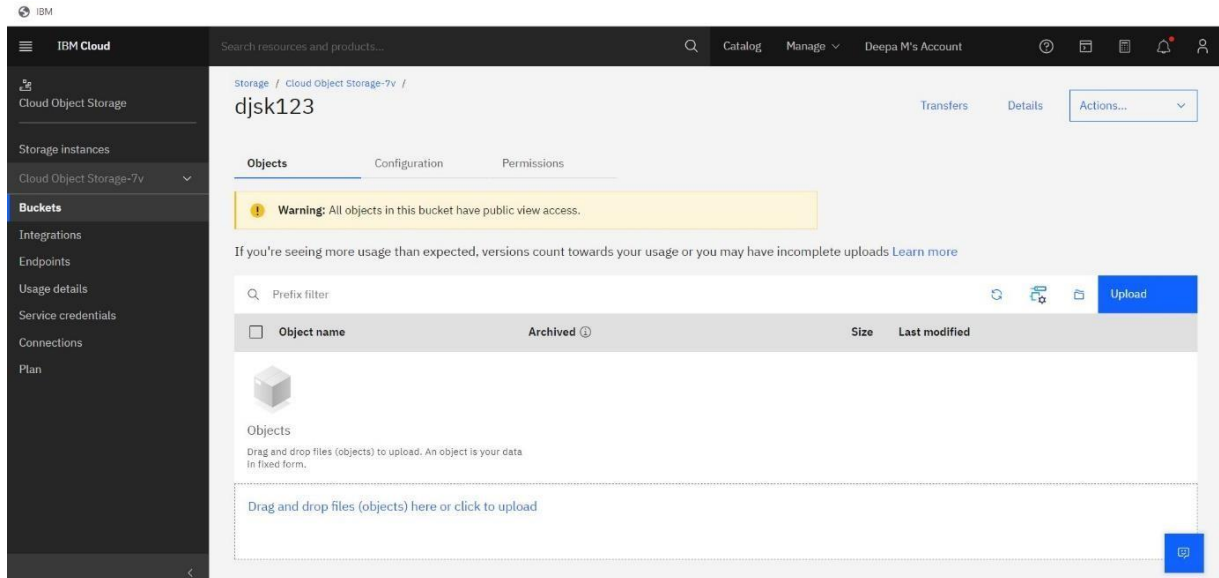 IBM
IBM Cloud
Search resources and products...
Catalog
Manage
Deepa M's Account
Cloud Object Storage
Storage instances
Cloud Object Storage-7v
Buckets
Integrations
Endpoints
Usage details
Service credentials
Connections
Plan
Storage / Cloud Object Storage-7v /
djsk123
Transfers
Details
Actions...
Objects
Configuration
Permissions
Warning: All objects in this bucket have public view access.
If you're seeing more usage than expected, versions count towards your usage or you may have incomplete uploads Learn more
Prefix filter
Upload
Object name
Archived
Size
Last modified
Objects
Drag and drop files (objects) to upload. An object is your data
in fixed form.
Drag and drop files (objects) here or click to upload